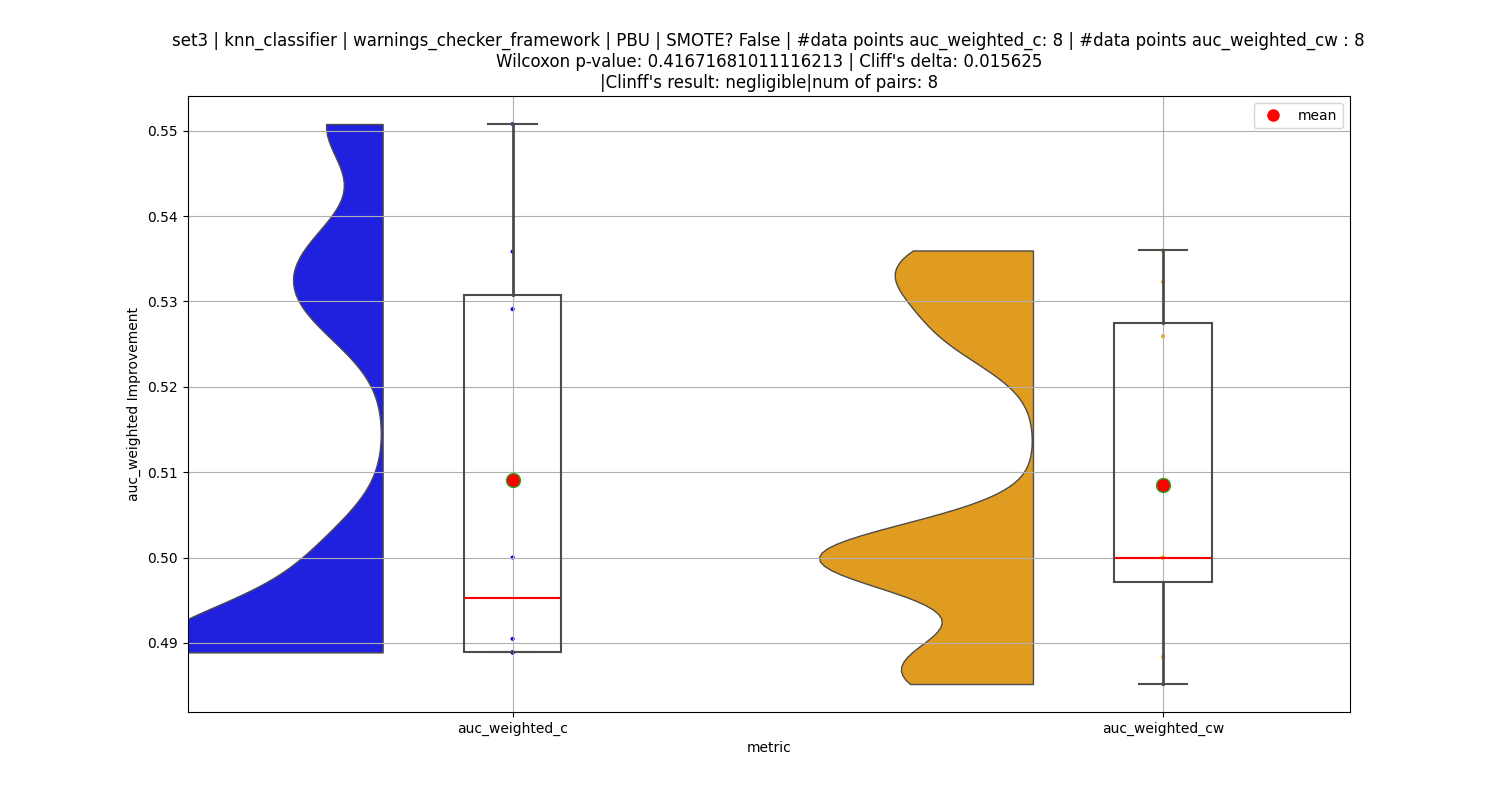 set3 | knn_classifier | warnings_checker_framework | PBU | SMOTE? False | #data points auc_weighted_c: 8 | #data points auc_weighted_cw : 8
Wilcoxon p-value: 0.41671681011116213 | Cliff's delta: 0.015625
|Clinff's result: negligible|num of pairs: 8
mean
0.55
0.54
0.53
0.52
0.51
0.50
0.49
auc_weighted Improvement
auc_weighted_c
auc_weighted_cw
metric